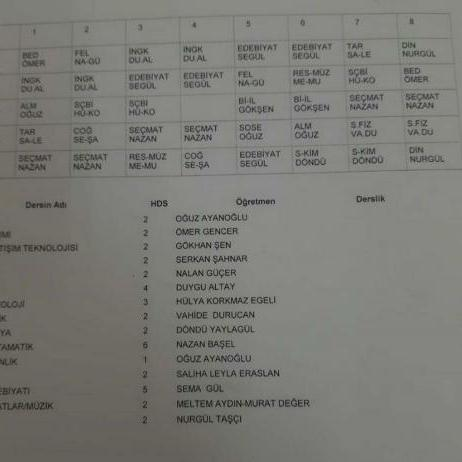 1 2 3 4 5 6 7 8
BED FEL İNGK İNGK EDEBİYAT EDEBİYAT TAR DİN
ÖMER NA-GÜ DU.AL DU.AL SEGÜL SEGÜL SA-LE NURGÜL
İNGK İNGK EDEBİYAT EDEBİYAT FEL RES-MÜZ SÇBİ BED
DU.AL DU.AL SEGÜL SEGÜL NA-GÜ ME-MU HÜ-KO ÖMER
ALM SÇBİ SÇBİ Bİ-İL Bİ-İL SEÇMAT SEÇMAT
OĞUZ HÜ-KO HÜ-KO GÖKŞEN GÖKŞEN NAZAN NAZAN
TAR COĞ SEÇMAT SEÇMAT SOSE ALM S.FİZ S.FİZ
SA-LE SE-ŞA NAZAN NAZAN OĞUZ OĞUZ VA.DU VA.DU
SEÇMAT SEÇMAT RES-MÜZ COĞ EDEBİYAT S-KİM S-KİM DİN
NAZAN NAZAN ME-MU SE-ŞA SEGÜL DÖNDÜ DÖNDÜ NURGÜL
Dersin Adı HDS Öğretmen Derslik
2 OĞUZ AYANOĞLU
2 ÖMER GENCER
TİŞIM TEKNOLOJİSİ 2 GÖKHAN ŞEN
2 SERKAN ŞAHNAR
2 NALAN GÜÇER
4 DUYGU ALTAY
OLOJİ 3 HÜLYA KORKMAZ EGELİ
İK 2 VAHİDE DURUCAN
YA 2 DÖNDÜ YAYLAGÜL
TAMATİK 6 NAZAN BAŞEL
NLİK 1 OĞUZ AYANOĞLU
2 SALİHA LEYLA ERASLAN
EBİYATI 5 SEMA GÜL
ATLAR/MÜZİK 2 MELTEM AYDIN-MURAT DEĞER
2 NURGÜL TAŞÇI